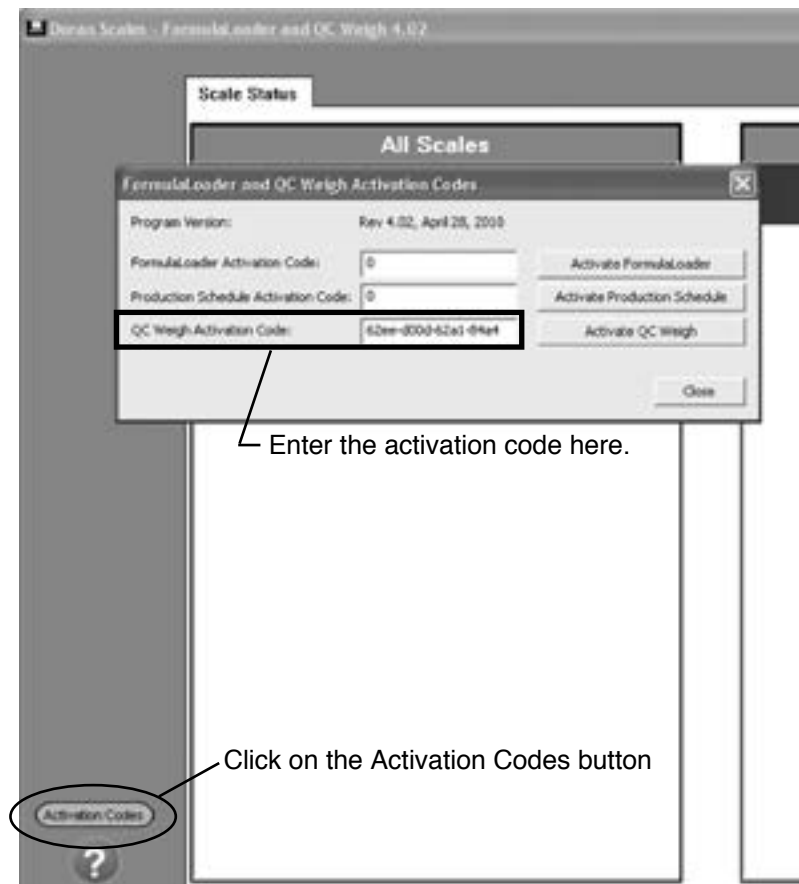 Doran Scales - FormulaLoader and QC Weigh 4.02
Scale Status
All Scales
FormulaLoader and QC Weigh Activation Codes
Program Version: Rev 4.02, April 28, 2010
FormulaLoader Activation Code: 0 Activate FormulaLoader
Production Schedule Activation Code: 0 Activate Production Schedule
QC Weigh Activation Code: 62ee-d00d-62a1-84a4 Activate QC Weigh
Close
Enter the activation code here.
Click on the Activation Codes button
Activation Codes
?